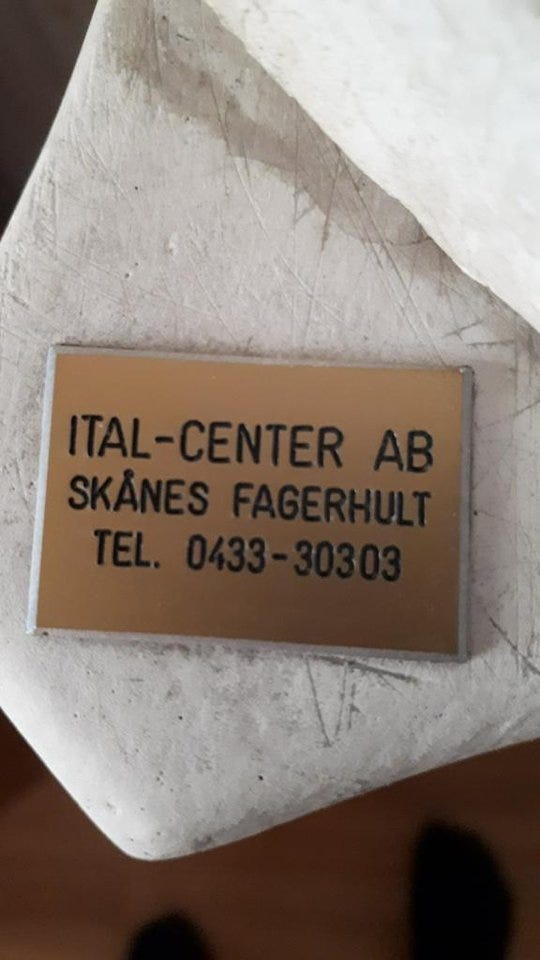 ITAL-CENTER AB
SKÅNES FAGERHULT
TEL. 0433-30303